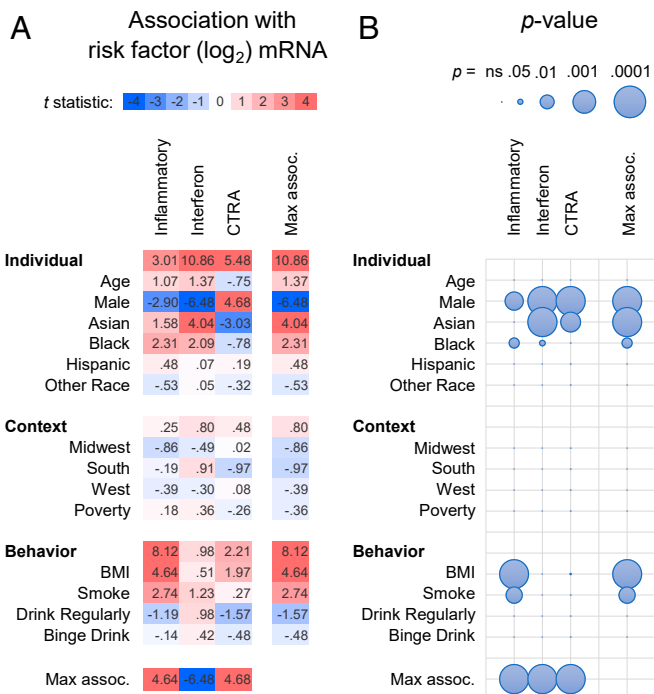 A
Association with
risk factor (log2) mRNA
t statistic: -4 -3 -2 -1 0 1 2 3 4
Inflammatory Interferon CTRA Max assoc.
Individual 3.01 10.86 5.48 10.86
Age 1.07 1.37 -.75 1.37
Male -2.90 -6.48 4.68 -6.48
Asian 1.58 4.04 -3.03 4.04
Black 2.31 2.09 -.78 2.31
Hispanic .48 .07 .19 .48
Other Race -.53 .05 -.32 -.53
Context .25 .80 .48 .80
Midwest -.86 -.49 .02 -.86
South -.19 .91 -.97 -.97
West -.39 -.30 .08 -.39
Poverty .18 .36 -.26 -.36
Behavior 8.12 .98 2.21 8.12
BMI 4.64 .51 1.97 4.64
Smoke 2.74 1.23 .27 2.74
Drink Regularly -1.19 .98 -1.57 -1.57
Binge Drink -.14 .42 -.48 -.48
Max assoc. 4.64 -6.48 4.68
B
p-value
p = ns .05 .01 .001 .0001
Inflammatory Interferon CTRA Max assoc.
Individual
Age
Male
Asian
Black
Hispanic
Other Race
Context
Midwest
South
West
Poverty
Behavior
BMI
Smoke
Drink Regularly
Binge Drink
Max assoc.